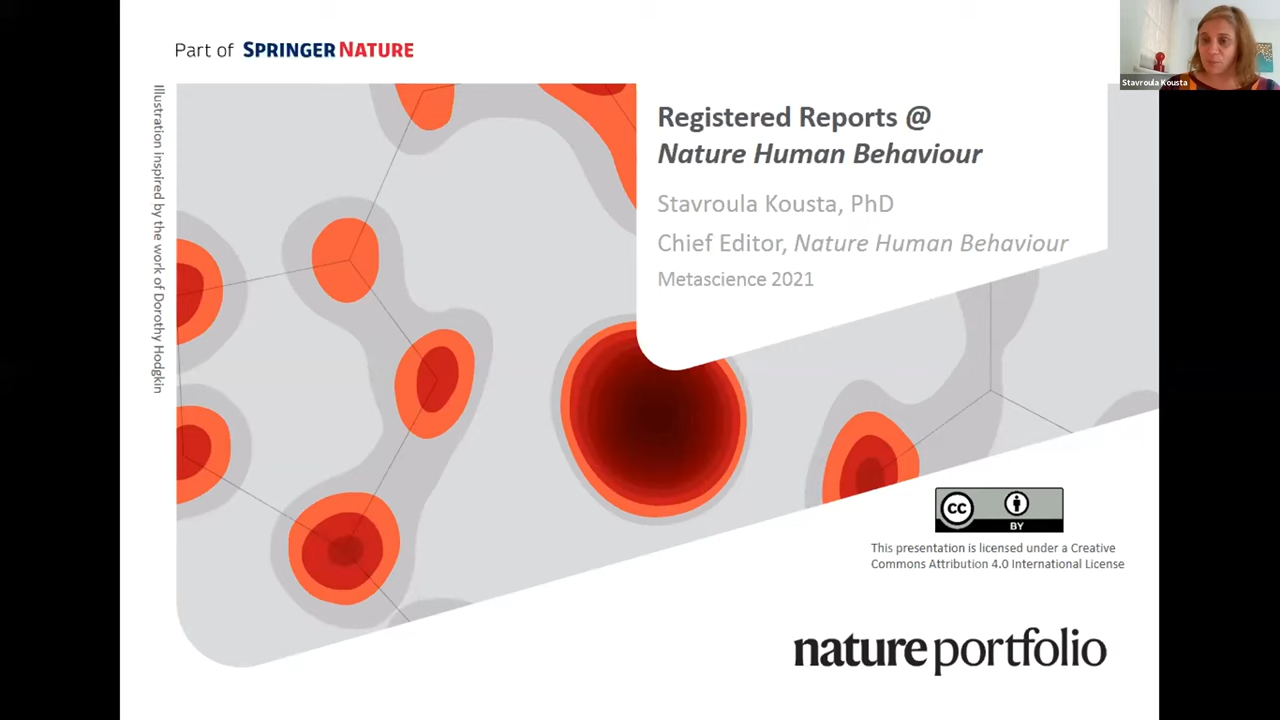 Part of SPRINGER NATURE
Stavroula Kousta
Illustration inspired by the work of Dorothy Hodgkin
Registered Reports @
Nature Human Behaviour
Stavroula Kousta, PhD
Chief Editor, Nature Human Behaviour
Metascience 2021
CC
BY
This presentation is licensed under a Creative
Commons Attribution 4.0 International License
nature portfolio